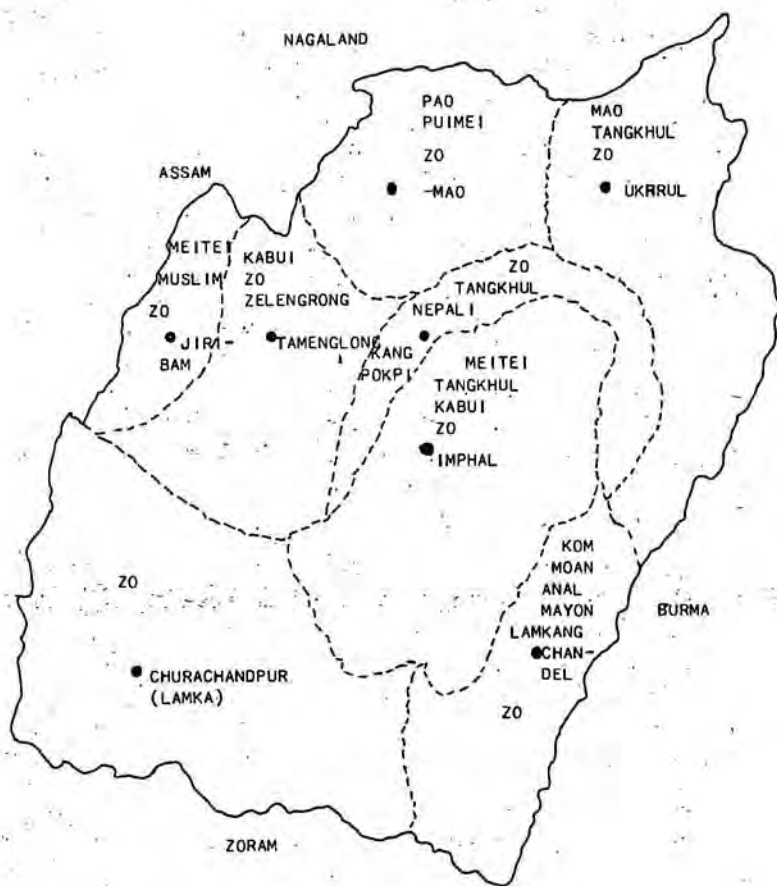 NAGALAND
PAO
PUIMEI
ZO
-MAO
MAO
TANGKHUL
ZO
UKRRUL
ASSAM
MEITEI
MUSLIM
ZO
JIRI-
BAM
KABUI
ZO
ZELENGRONG
TAMENGLONG
ZO
TANGKHUL
NEPALI
KANG
POKPI
MEITEI
TANGKHUL
KABUI
ZO
IMPHAL
ZO
CHURACHANDPUR
(LAMKA)
KOM
MOAN
ANAL
MAYON
LAMKANG
CHAN-
DEL
ZO
BURMA
ZORAM